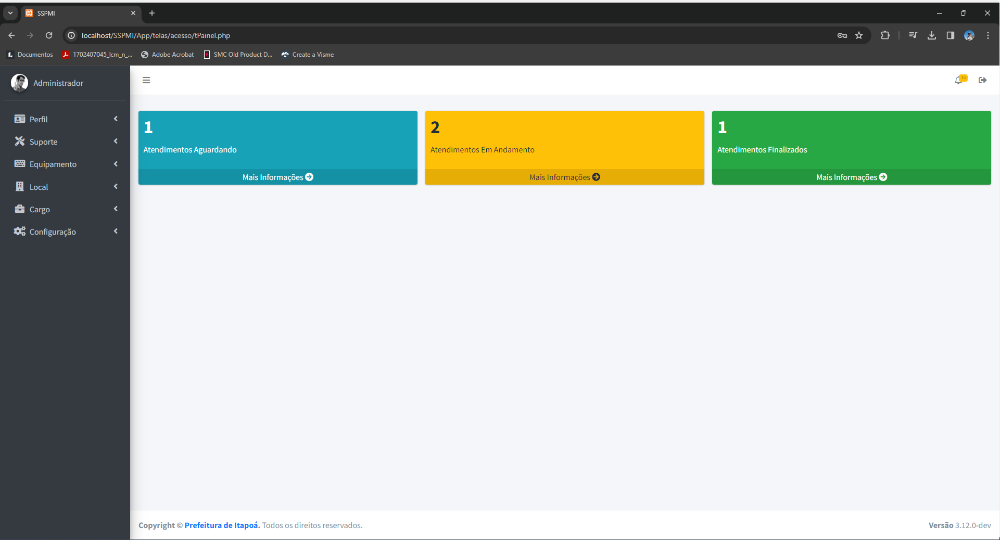 SSPMI
localhost/SSPMI/App/telas/acesso/tPainel.php
Documentos
1702407045_lcm_n_...
Adobe Acrobat
SMC Old Product D...
Create a Visme
Administrador
15
Perfil
Suporte
Equipamento
Local
Cargo
Configuração
1
Atendimentos Aguardando
Mais Informações
2
Atendimentos Em Andamento
Mais Informações
1
Atendimentos Finalizados
Mais Informações
Copyright © Prefeitura de Itapoá. Todos os direitos reservados.
Versão 3.12.0-dev